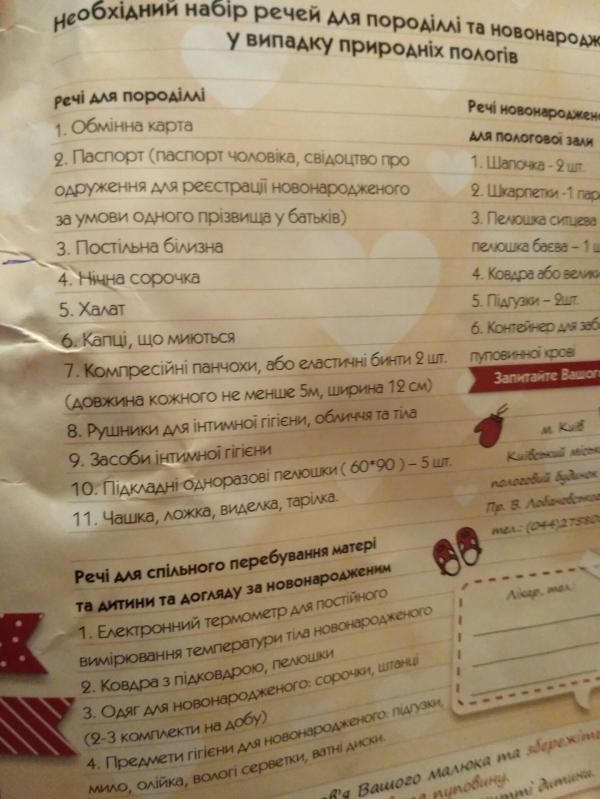 Необхідний набір речей для породіллі та
у випадку природніх пологів
Речі для породіллі
1. Обмінна карта
2. Паспорт (паспорт чоловіка, свідоцтво про
одруження для реєстрації новонародженого
за умови одного прізвища у батьків)
3. Постільна білизна
4. Нічна сорочка
5. Халат
6. Капці, що миються
7. Компресійні панчохи, або еластичні бинти 2 шт.
(довжина кожного не менше 5м, ширина 12 см)
8. Рушники для інтимної гігієни, обличчя та тіла
9. Засоби інтимної гігієни
10. Підкладні одноразові пелюшки ( 60*90 ) – 5 шт.
11. Чашка, ложка, виделка, тарілка.
Речі для спільного перебування матері
та дитини та догляду за новонародженим
1. Електронний термометр для постійного
вимірювання температури тіла новонародженого
2. Ковдра з підковдрою, пелюшки
3. Одяг для новонародженого: сорочки, штанці
(2-3 комплекти на добу)
4. Предмети гігієни для новонародженого: підгузки,
мило, олійка, вологі серветки, ватні диски.
Речі
для пологової зали
1. Шапочка - 2 шт.
2. Шкарпетки -1
3. Пелюшка ситцева
пелюшка баєва – 1
4. Ковдра або
5. Підгузки – 2шт.
6. Контейнер для
пуповинної крові
Запитайте
м. Київ
Київський
пологовий будинок
Пр. В. Лобановського
тел.: (044)
Лікар, тел.:
Вашого малюка та
пуповину.
дитина.